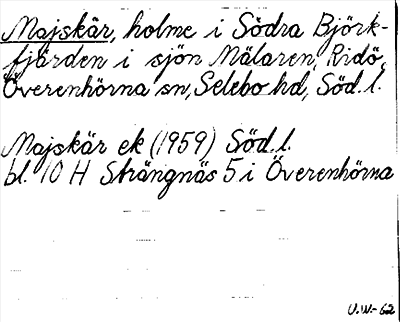 Majskär, holme i Södra Björk-
fjärden i sjön Mälaren, Ridö,
Överenhörna sn, Selebo hd, Söd. l.
Majskär ek (1959) Söd. l.
bl. 10 H Strängnäs 5 i Överenhörna
U.W.-62